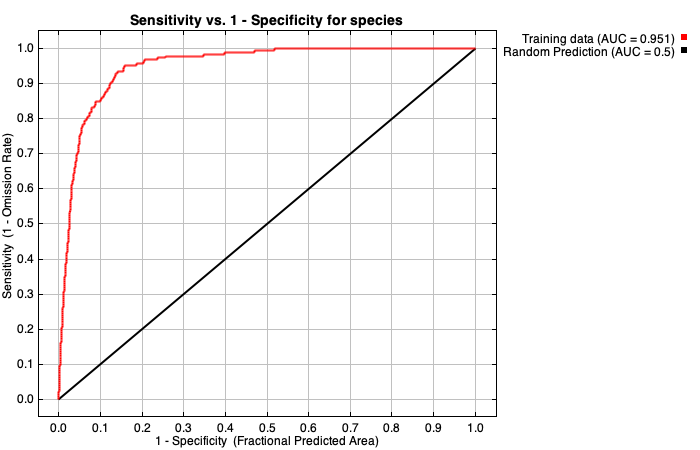 Sensitivity vs. 1 - Specificity for species
Training data (AUC = 0.951)
Random Prediction (AUC = 0.5)
Sensitivity (1 - Omission Rate)
1.0
0.9
0.8
0.7
0.6
0.5
0.4
0.3
0.2
0.1
0.0
0.0 0.1 0.2 0.3 0.4 0.5 0.6 0.7 0.8 0.9 1.0
1 - Specificity (Fractional Predicted Area)